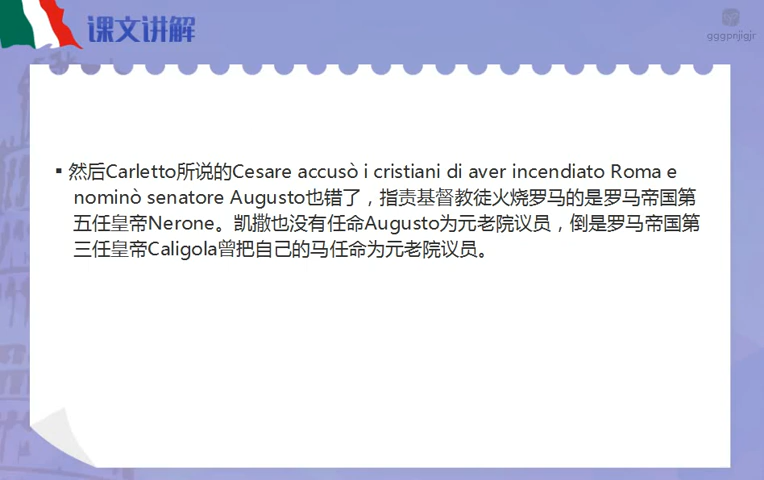 课文讲解
gggpnjigjr
▪ 然后Carletto所说的Cesare accusò i cristiani di aver incendiato Roma e
nominò senatore Augusto也错了，指责基督教徒火烧罗马的是罗马帝国第
五任皇帝Nerone。凯撒也没有任命Augusto为元老院议员，倒是罗马帝国第
三任皇帝Caligola曾把自己的马任命为元老院议员。